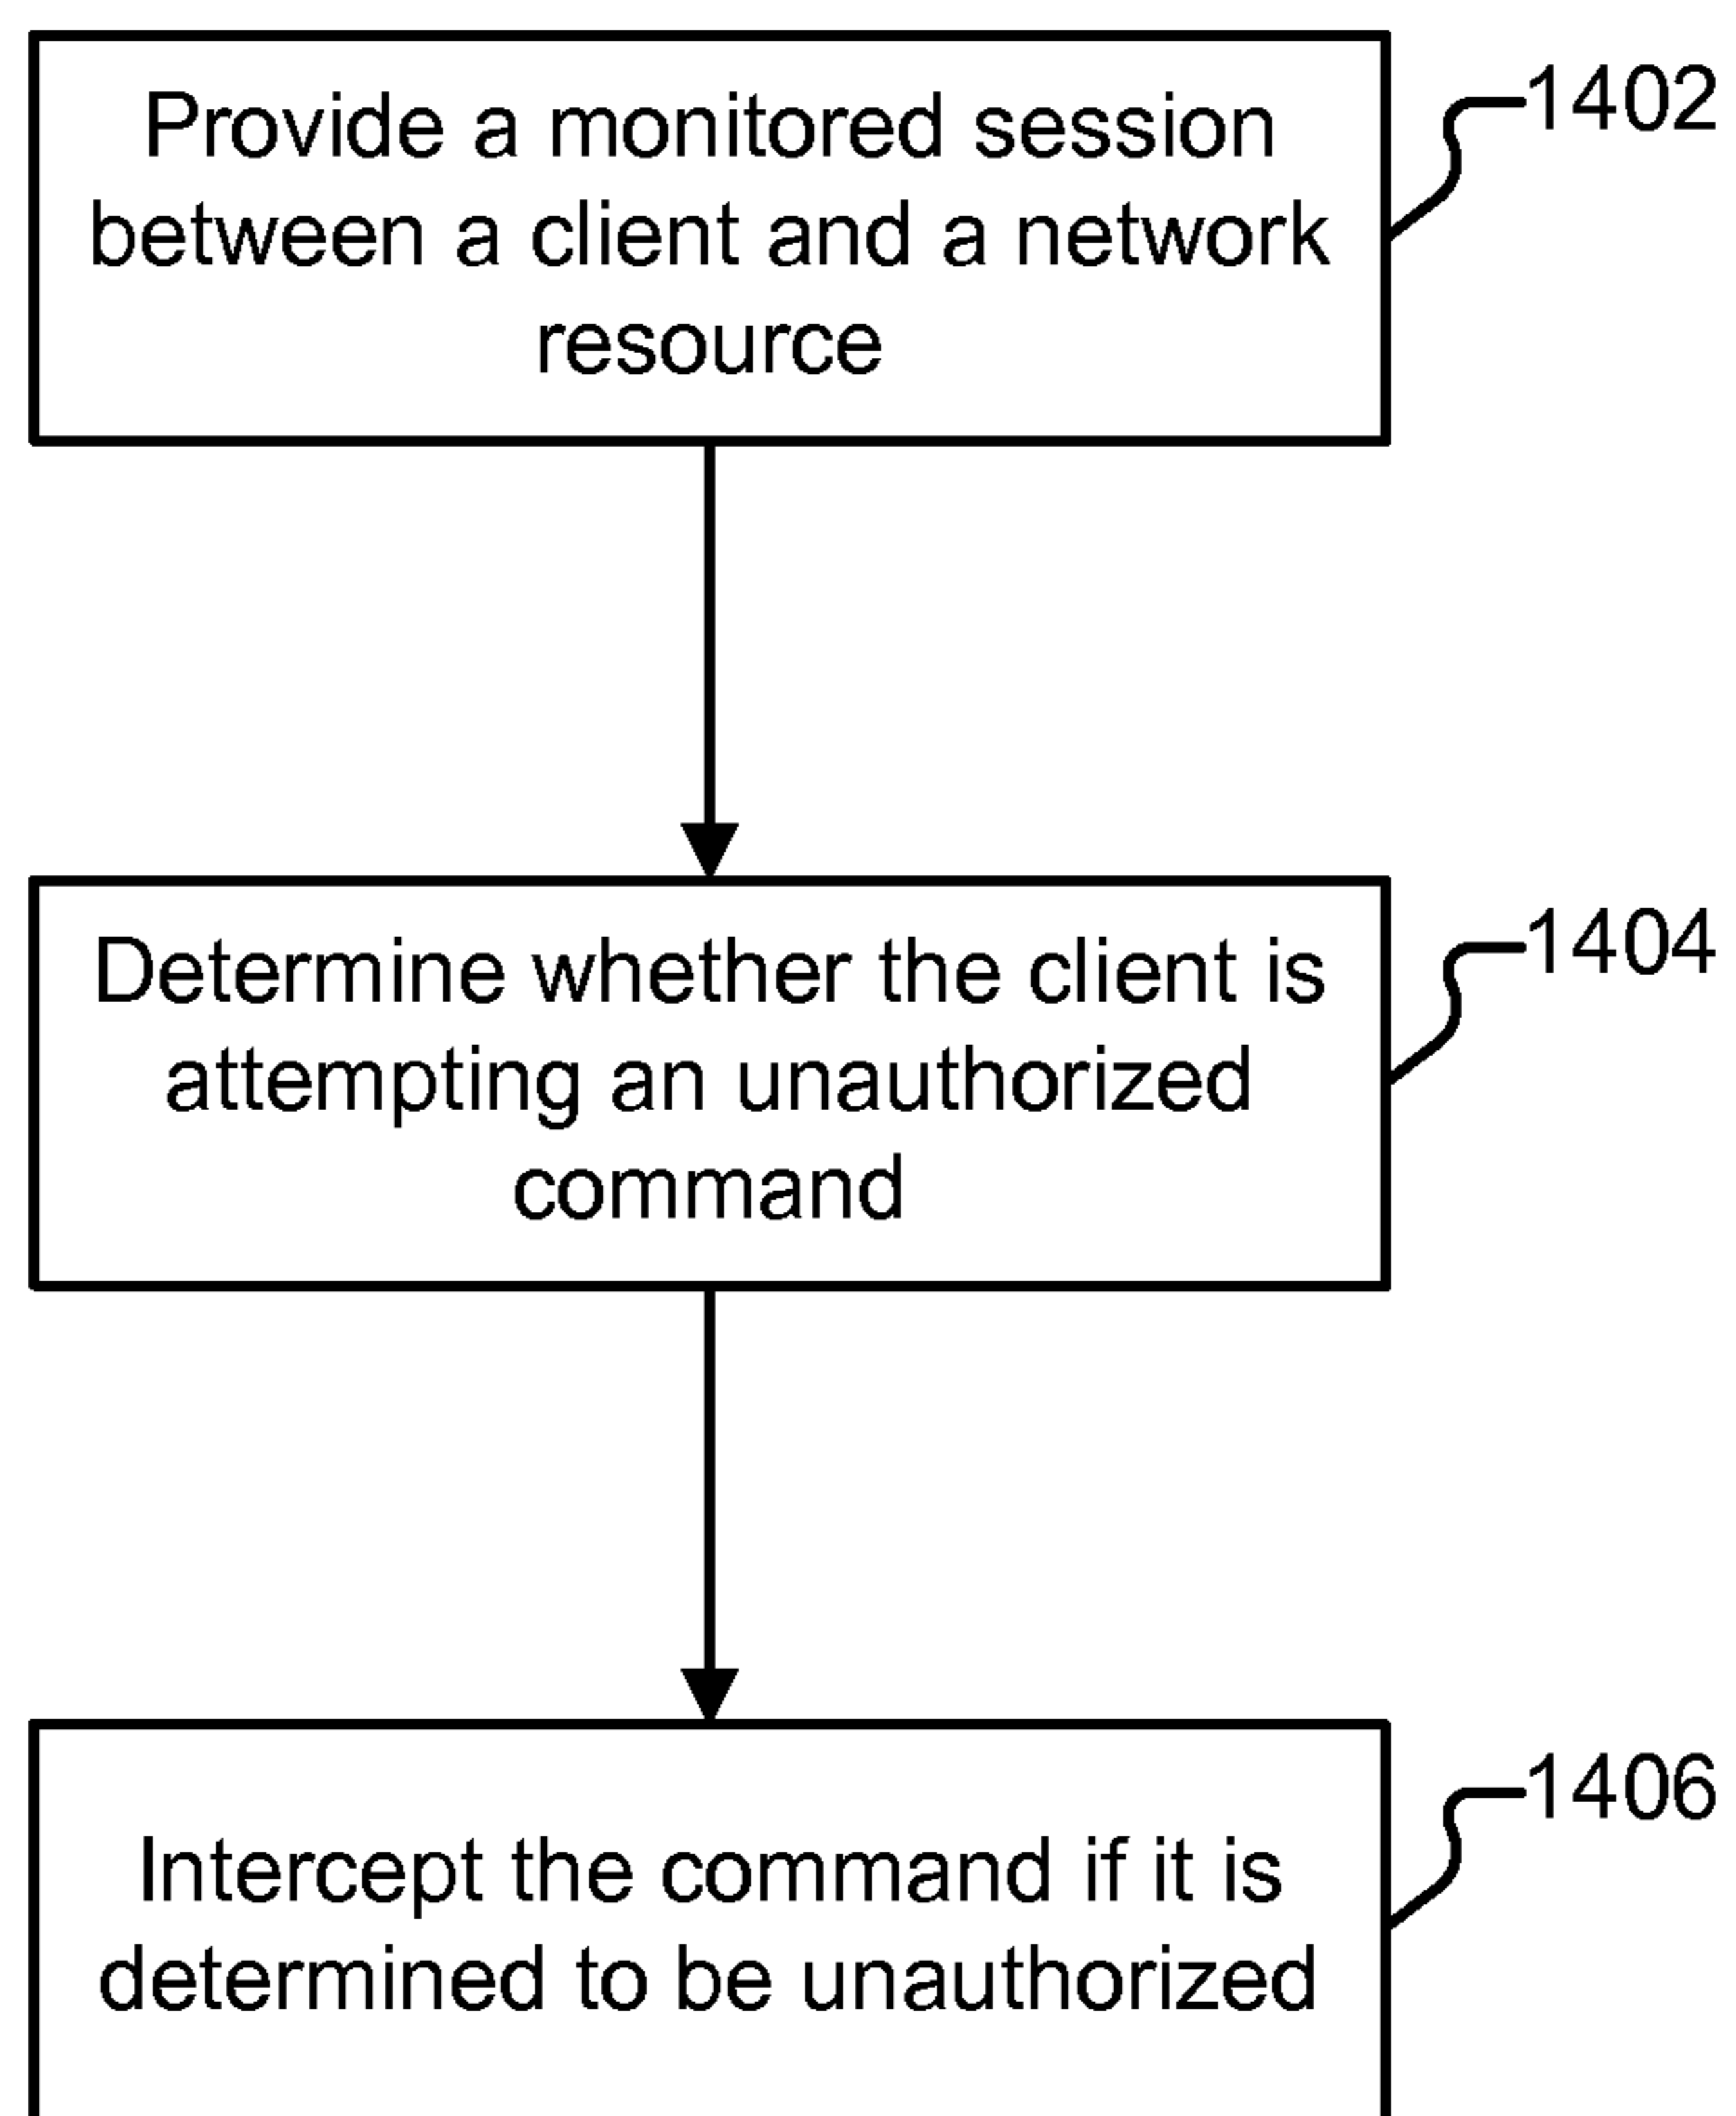 Provide a monitored session
between a client and a network
resource
1402
Determine whether the client is
attempting an unauthorized
command
1404
Intercept the command if it is
determined to be unauthorized
1406